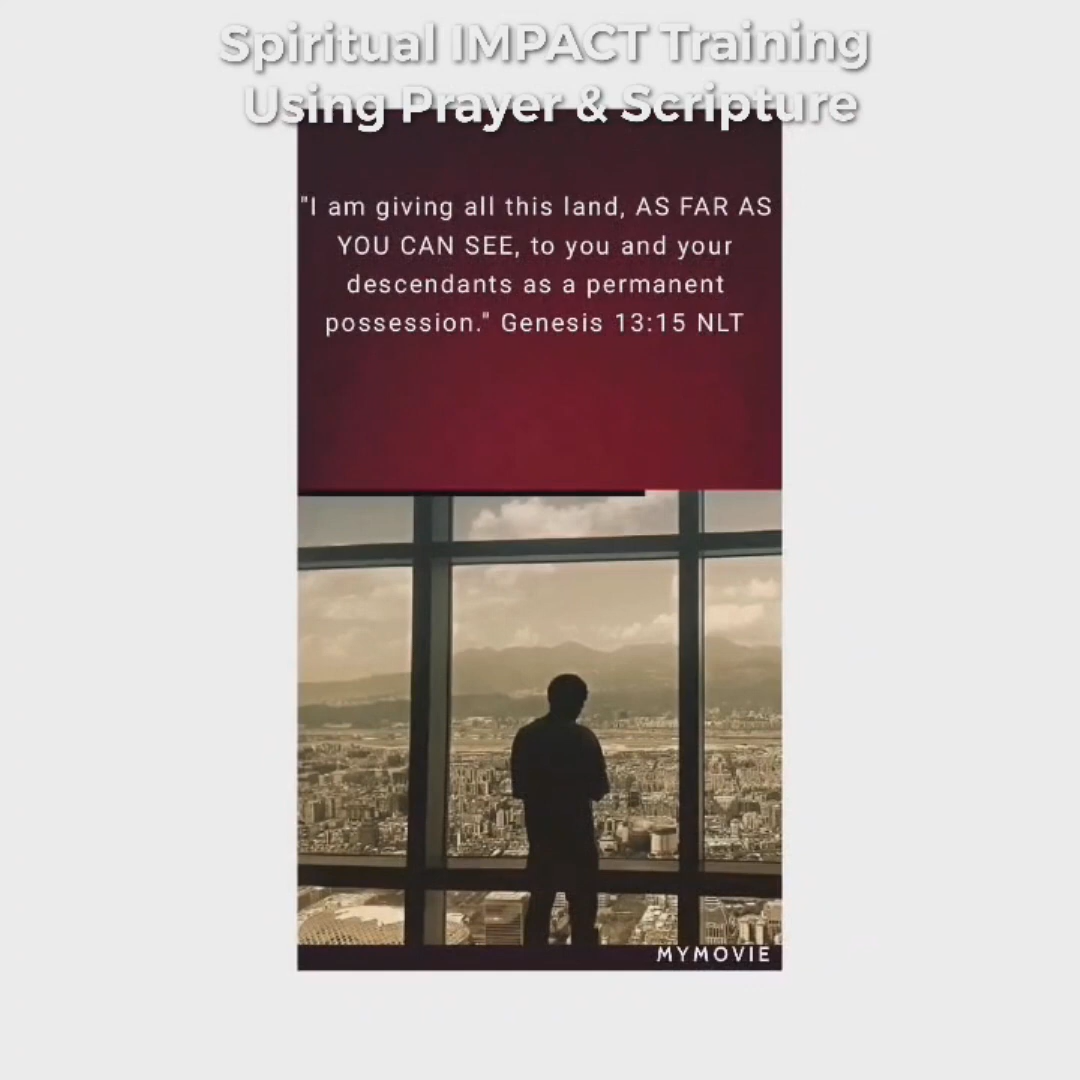 Spiritual IMPACT Training
Using Prayer & Scripture
"I am giving all this land, AS FAR AS
YOU CAN SEE, to you and your
descendants as a permanent
possession." Genesis 13:15 NLT
MYMOVIE